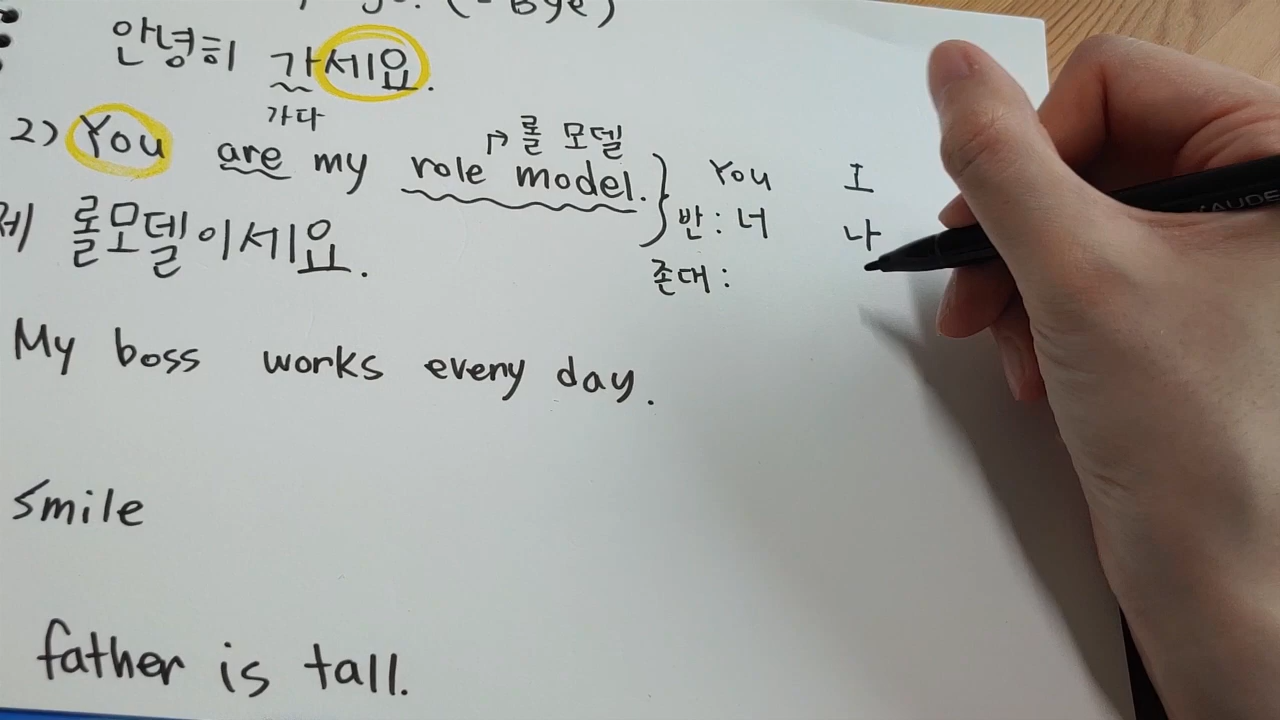 Bye)
안녕히 가세요.
가다
롤 모델
2) You are my role model. You I
반: 너 나
제 롤모델이세요.
존대:
My boss works every day.
smile
father is tall.